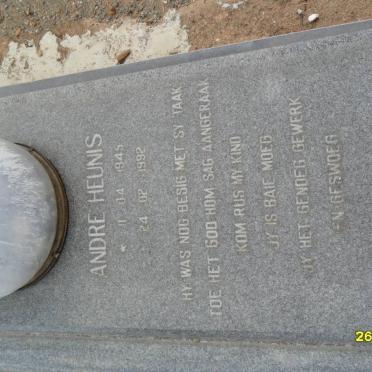 ANDRE HEUNIS
* 11 . 04 . 1945
24 . 02 . 1992
HY WAS NOG BESIG MET SY TAAK
TOE HET GOD HOM SAG AANGERAAK
KOM RUS MY KIND
JY IS BAIE MOEG
JY HET GENOEG GEWERK
EN GESWOEG
26